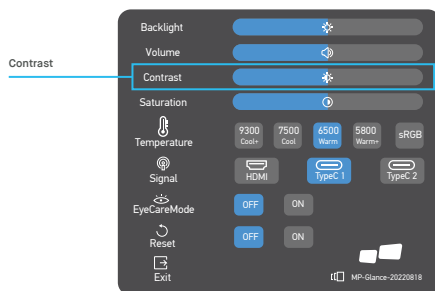 Backlight
Volume
Contrast
Contrast
Saturation
Temperature
9300 Cool+
7500 Cool
6500 Warm
5800 Warm+
sRGB
Signal
HDMI
TypeC 1
TypeC 2
EyeCareMode
OFF
ON
Reset
OFF
ON
Exit
MP-Glance-20220818